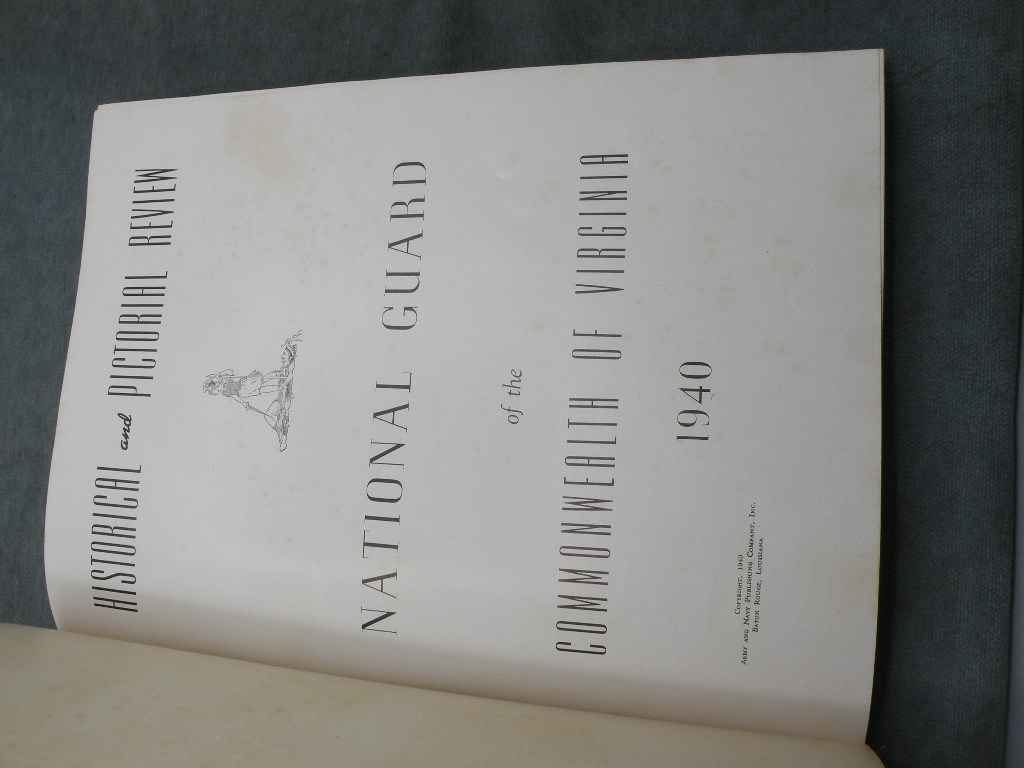 HISTORICAL and PICTORIAL REVIEW
NATIONAL GUARD
of the
COMMONWEALTH OF VIRGINIA
1940
Copyright, 1940
Army and Navy Publishing Company, Inc.
Baton Rouge, Louisiana